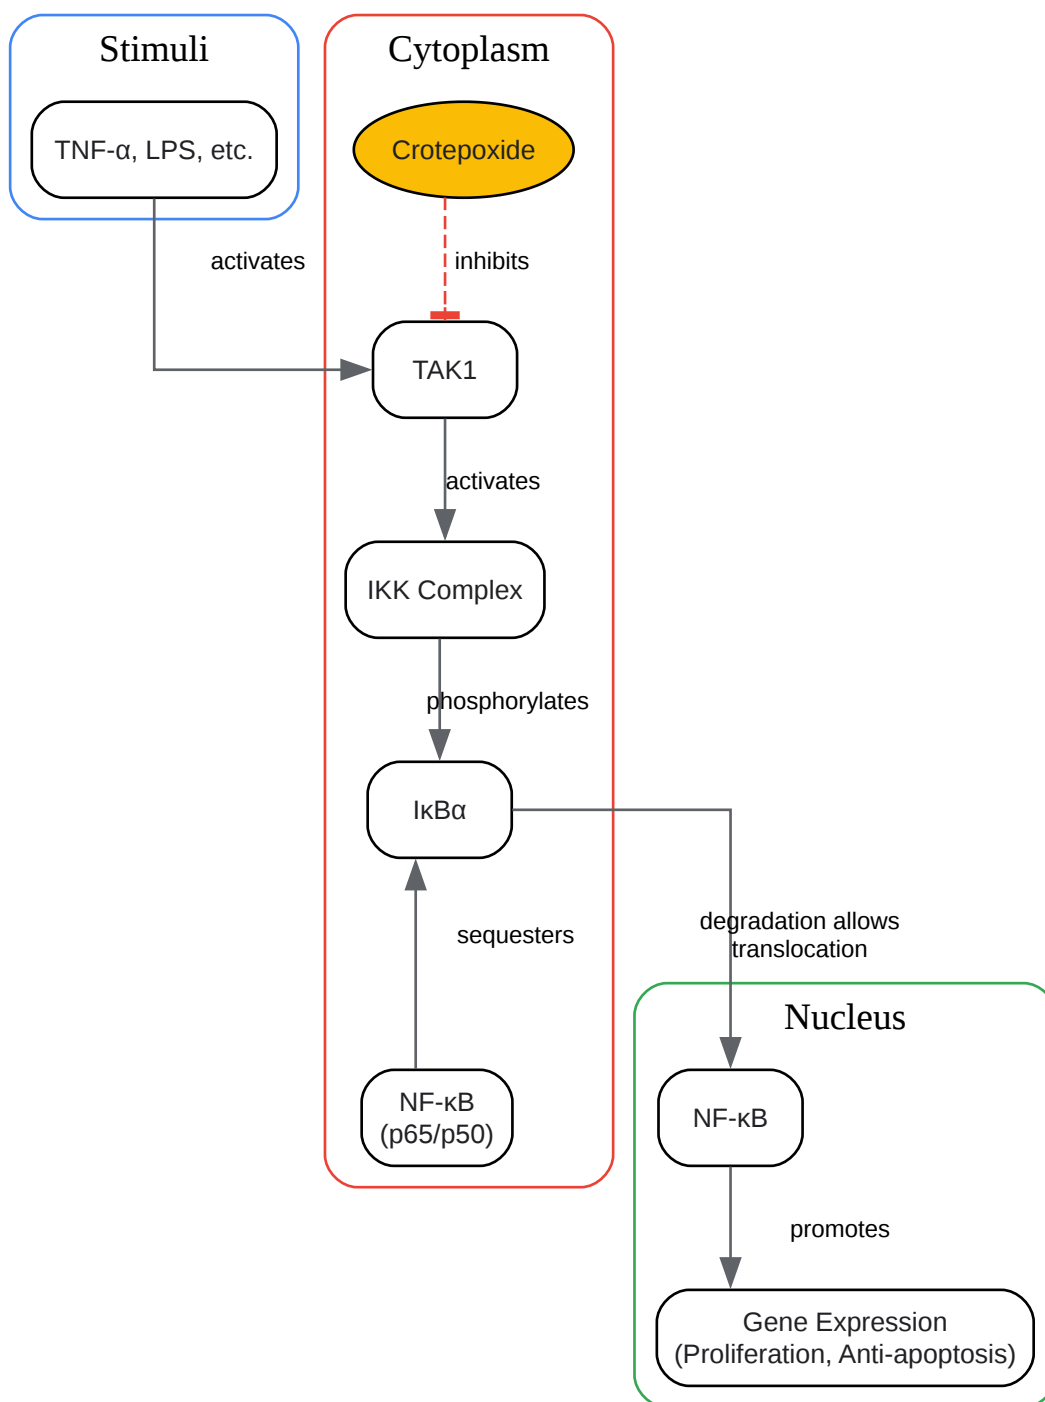 Stimuli
Cytoplasm
TNF-α, LPS, etc.
Crotepoxide
activates
inhibits
TAK1
activates
IKK Complex
phosphorylates
IκBα
degradation allows
translocation
sequesters
Nucleus
NF-κB
(p65/p50)
NF-κB
promotes
Gene Expression
(Proliferation, Anti-apoptosis)